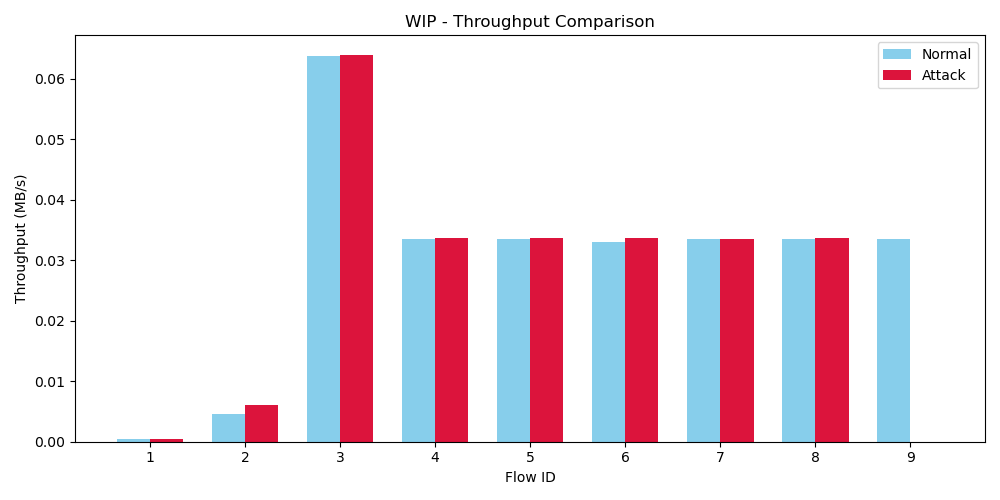 WIP - Throughput Comparison
Normal
Attack
Throughput (MB/s)
0.06
0.05
0.04
0.03
0.02
0.01
0.00
1 2 3 4 5 6 7 8 9
Flow ID